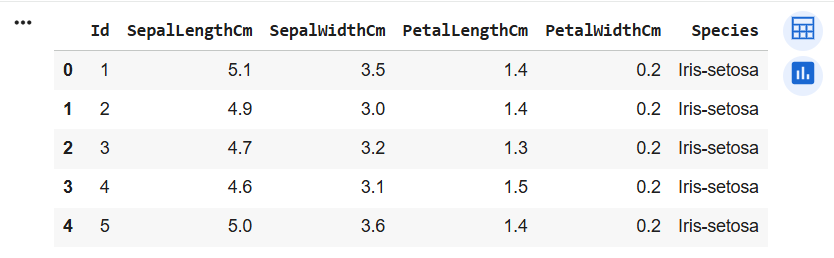 Id SepalLengthCm SepalWidthCm PetalLengthCm PetalWidthCm Species
0 1 5.1 3.5 1.4 0.2 Iris-setosa
1 2 4.9 3.0 1.4 0.2 Iris-setosa
2 3 4.7 3.2 1.3 0.2 Iris-setosa
3 4 4.6 3.1 1.5 0.2 Iris-setosa
4 5 5.0 3.6 1.4 0.2 Iris-setosa